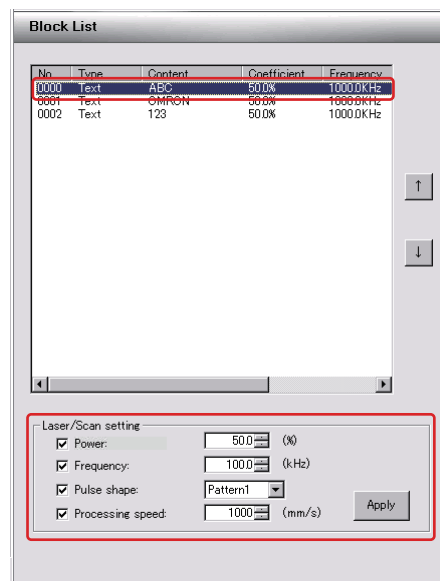 Block List
No. Type Content Coefficient Frequency
0000 Text ABC 50.0% 1000.0KHz
0001 Text OMRON 50.0% 1000.0KHz
0002 Text 123 50.0% 1000.0KHz
↑
↓
Laser/Scan setting
Power: 50.0 (%)
Frequency: 100.0 (kHz)
Pulse shape: Pattern1
Processing speed: 1000 (mm/s)
Apply